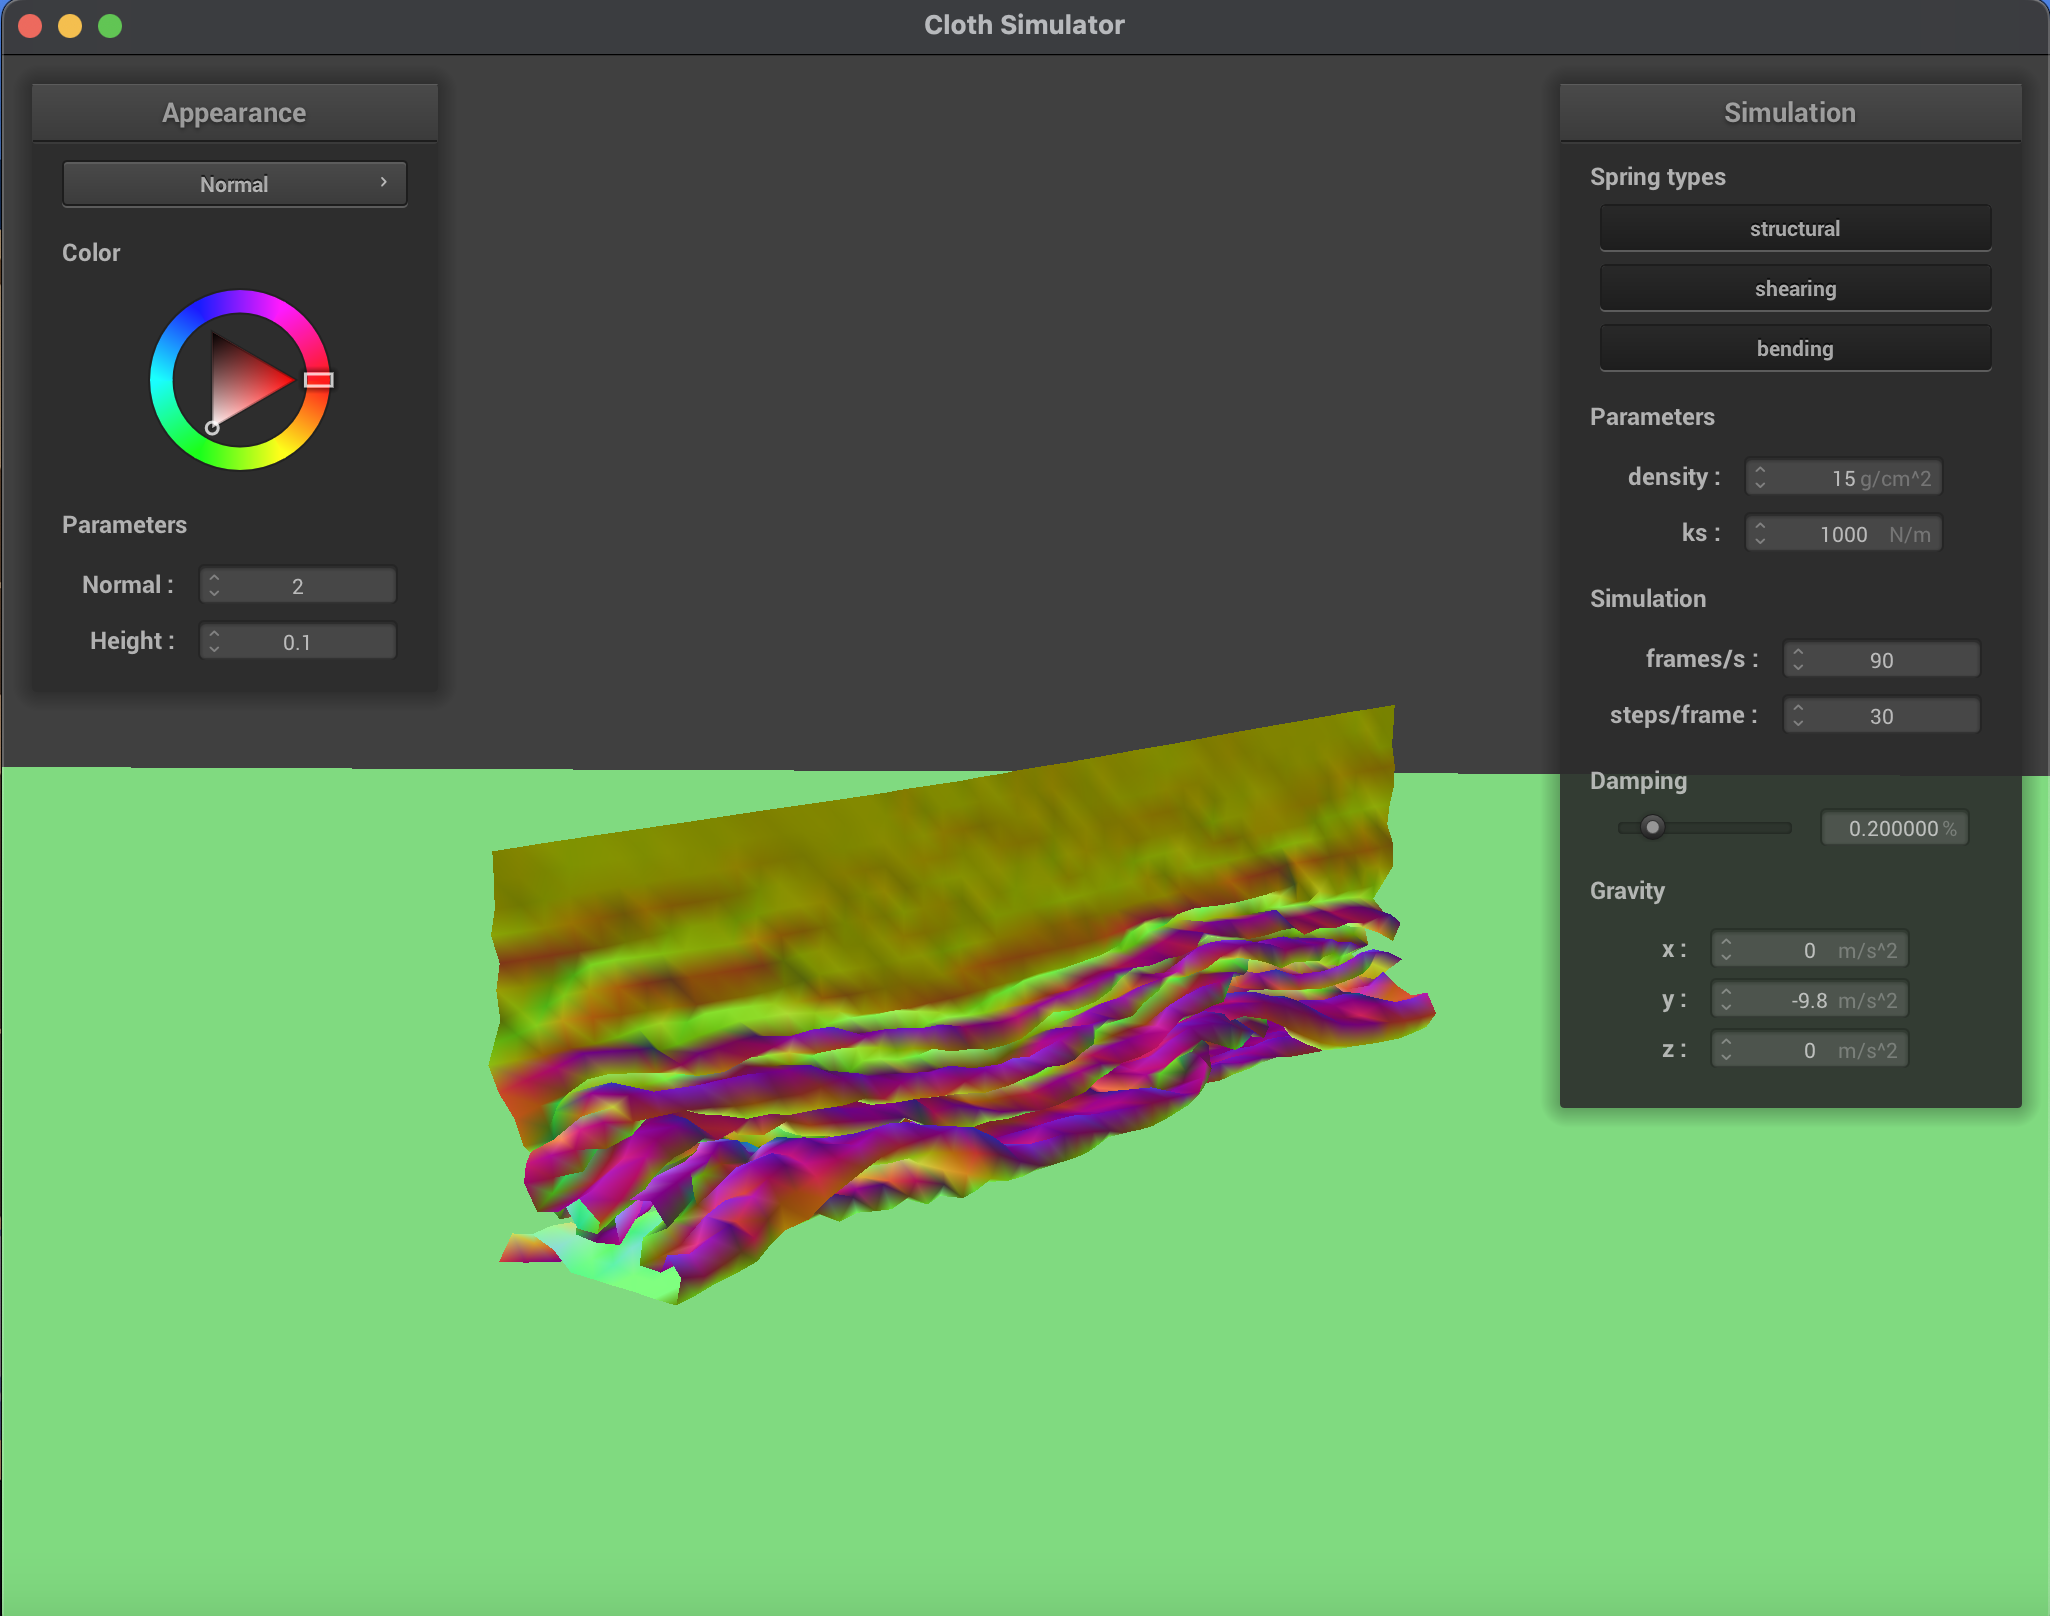 Cloth Simulator
Appearance
Normal
Color
Parameters
Normal : 2
Height : 0.1
Simulation
Spring types
structural
shearing
bending
Parameters
density : 15 g/cm^2
ks : 1000 N/m
Simulation
frames/s : 90
steps/frame : 30
Damping
0.200000 %
Gravity
x : 0 m/s^2
y : -9.8 m/s^2
z : 0 m/s^2